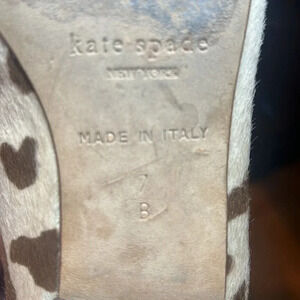 kate spade
NEW YORK
MADE IN ITALY
7
B